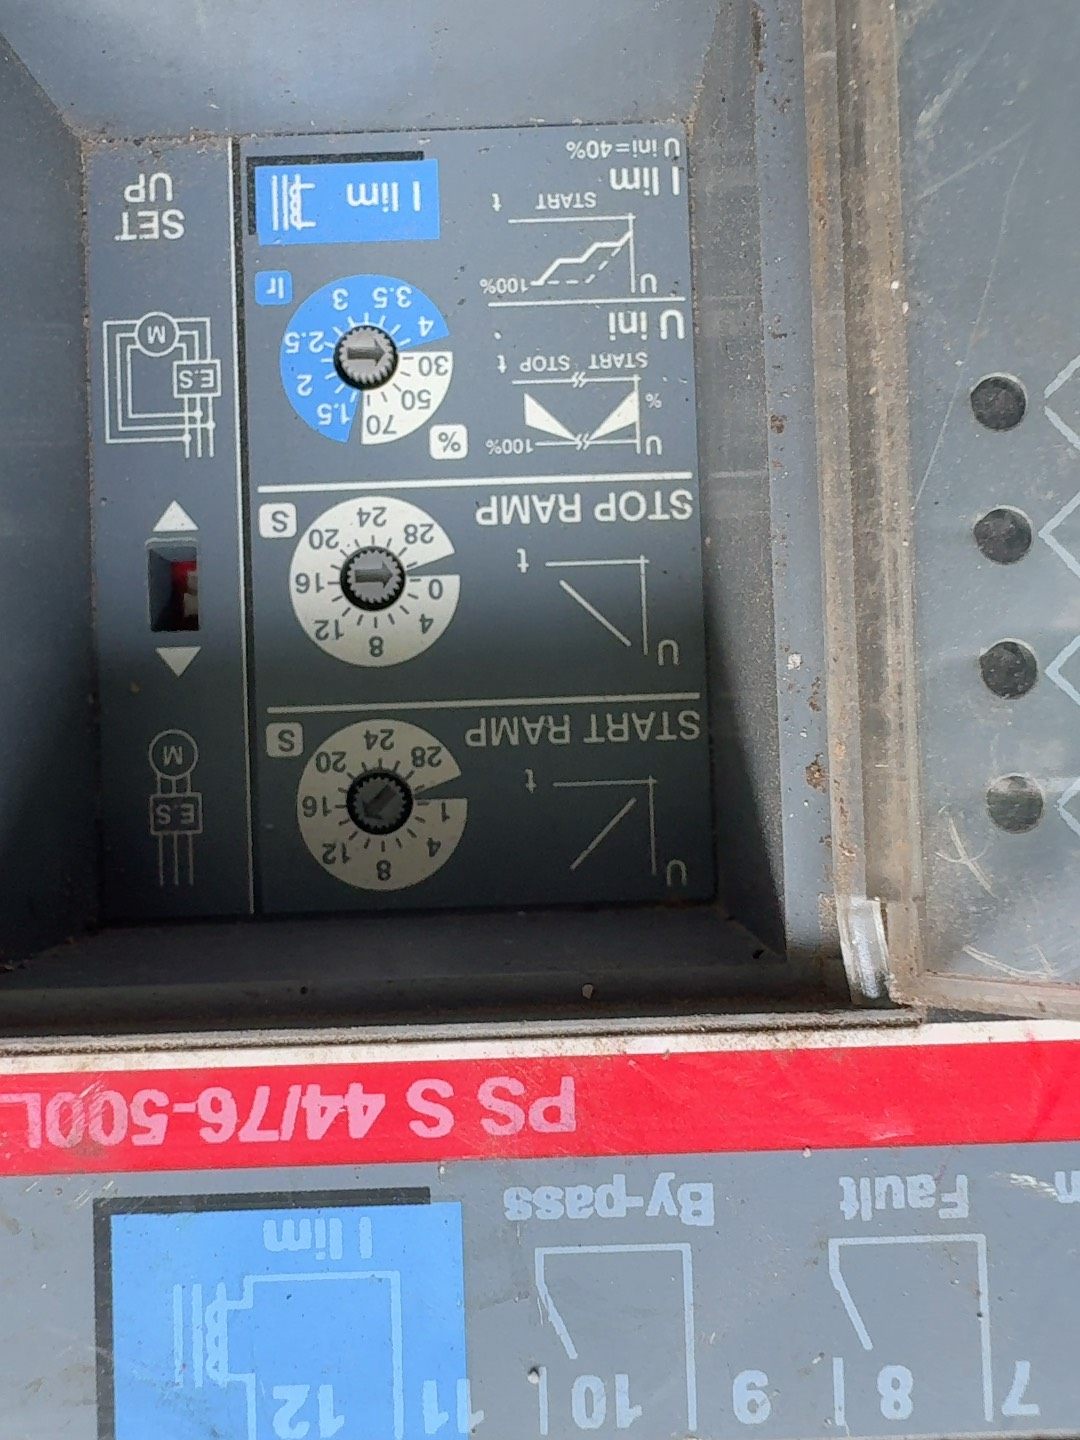 7 8 9 10 11 12
Fault By-pass I lim
PS S 44/76-500L
U
t
START RAMP
8
4 12
1 16
28 20
24
S
E.S
M
U
t
STOP RAMP
8
4 12
0 16
28 20
24
S
U 100%
%
START STOP t
U ini
%
70
50
30
1.5
2
2.5
3
3.5
4
Ir
E.S
M
U 100%
START t
I lim
U ini=40%
I lim
SET
UP